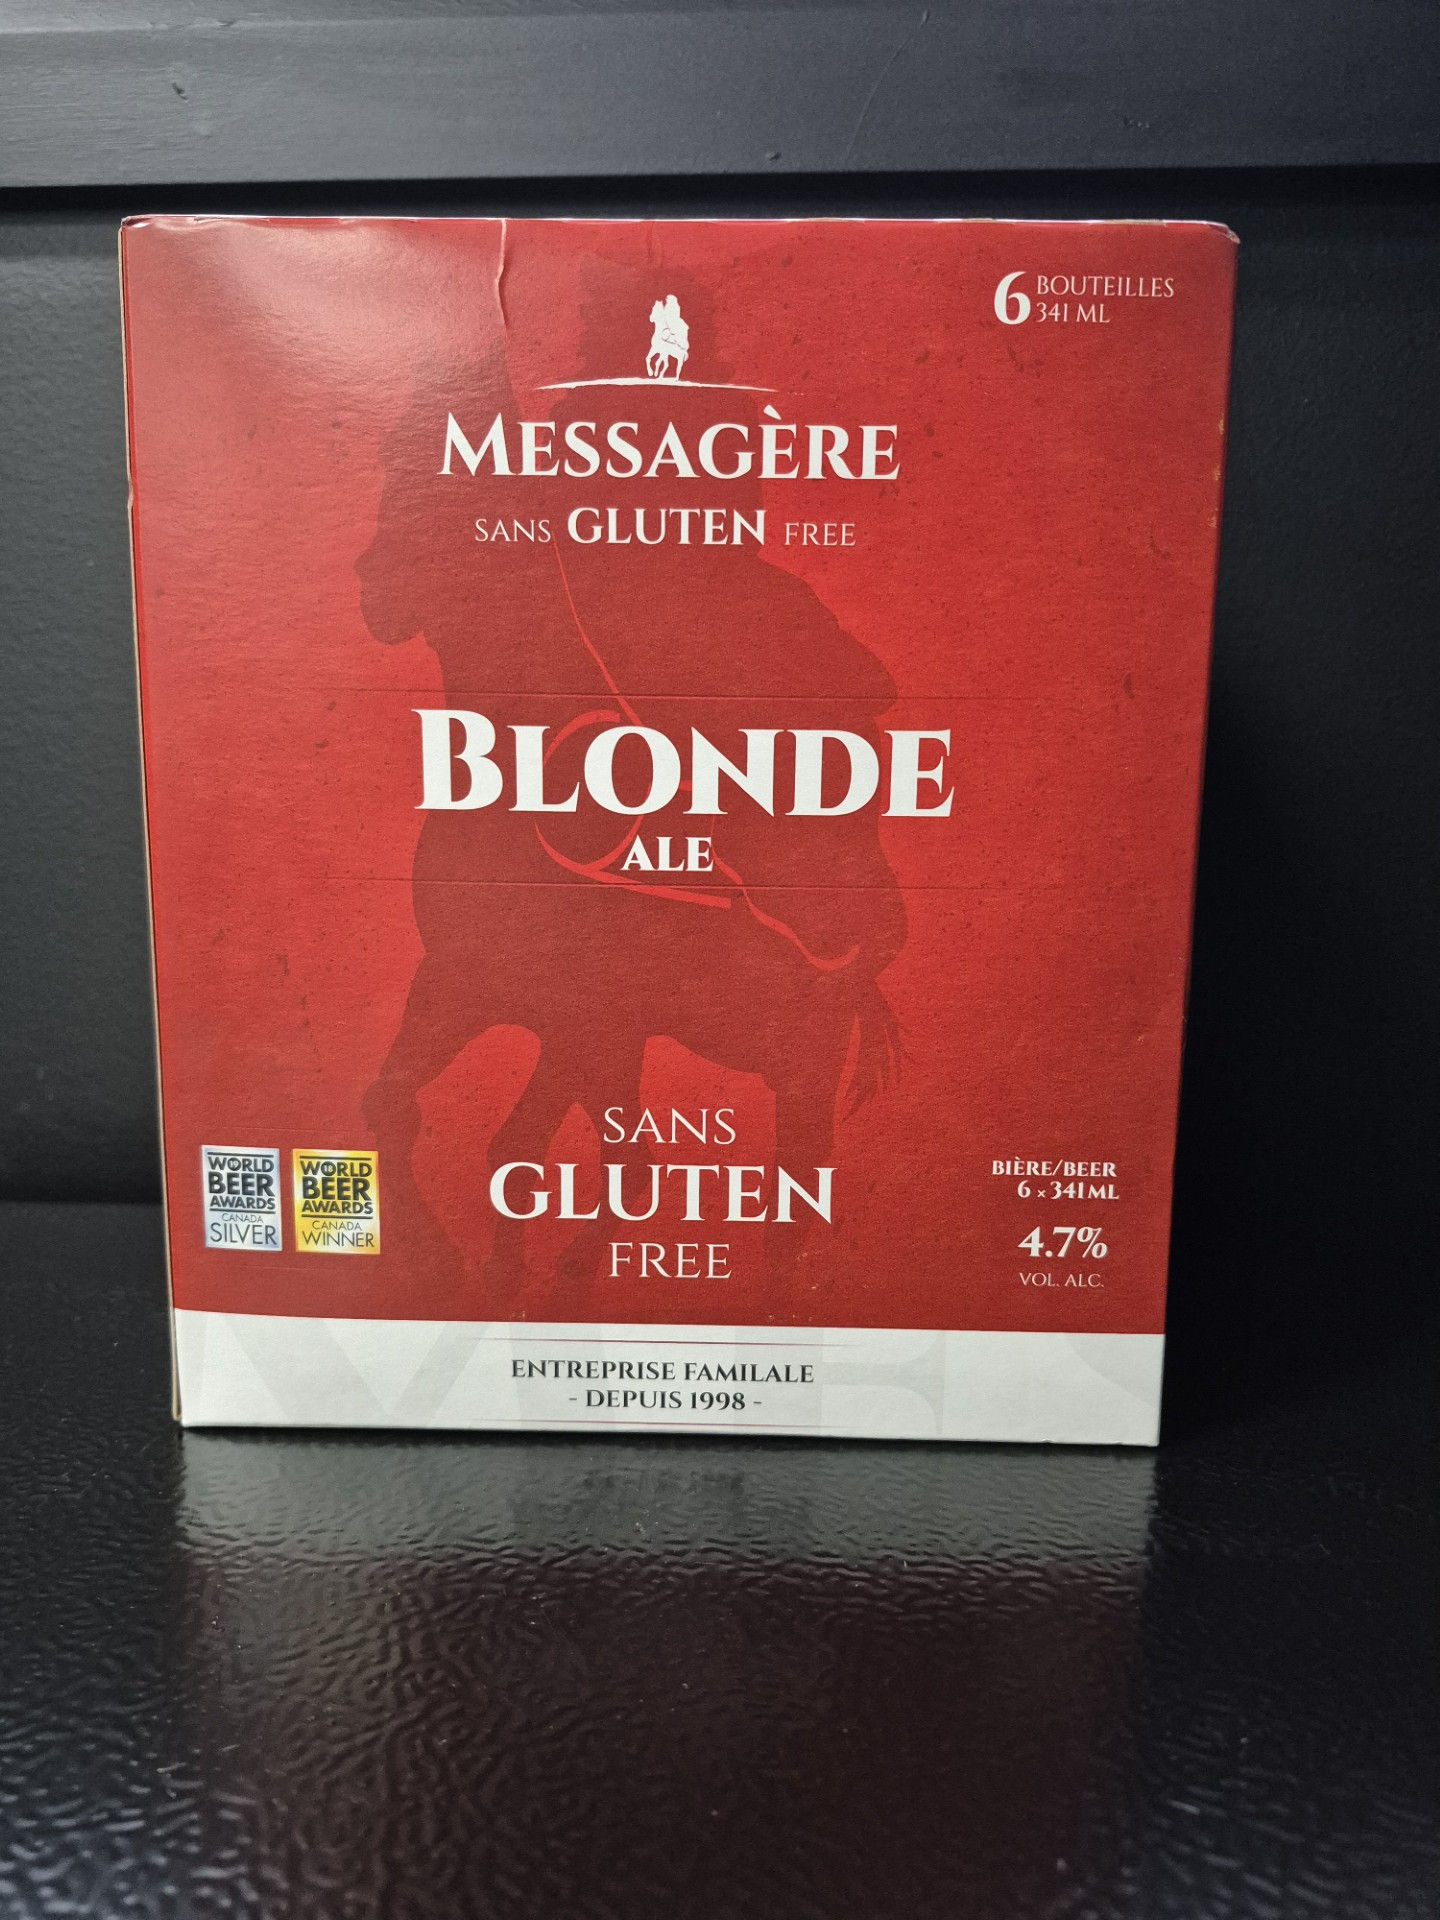 6 BOUTEILLES
341 ML
MESSAGÈRE
SANS GLUTEN FREE
BLONDE
ALE
SANS
GLUTEN
FREE
WORLD
BEER
AWARDS
CANADA
SILVER
WORLD
BEER
AWARDS
CANADA
WINNER
BIÈRE/BEER
6 x 341ML
4.7%
VOL. ALC.
ENTREPRISE FAMILALE
- DEPUIS 1998 -